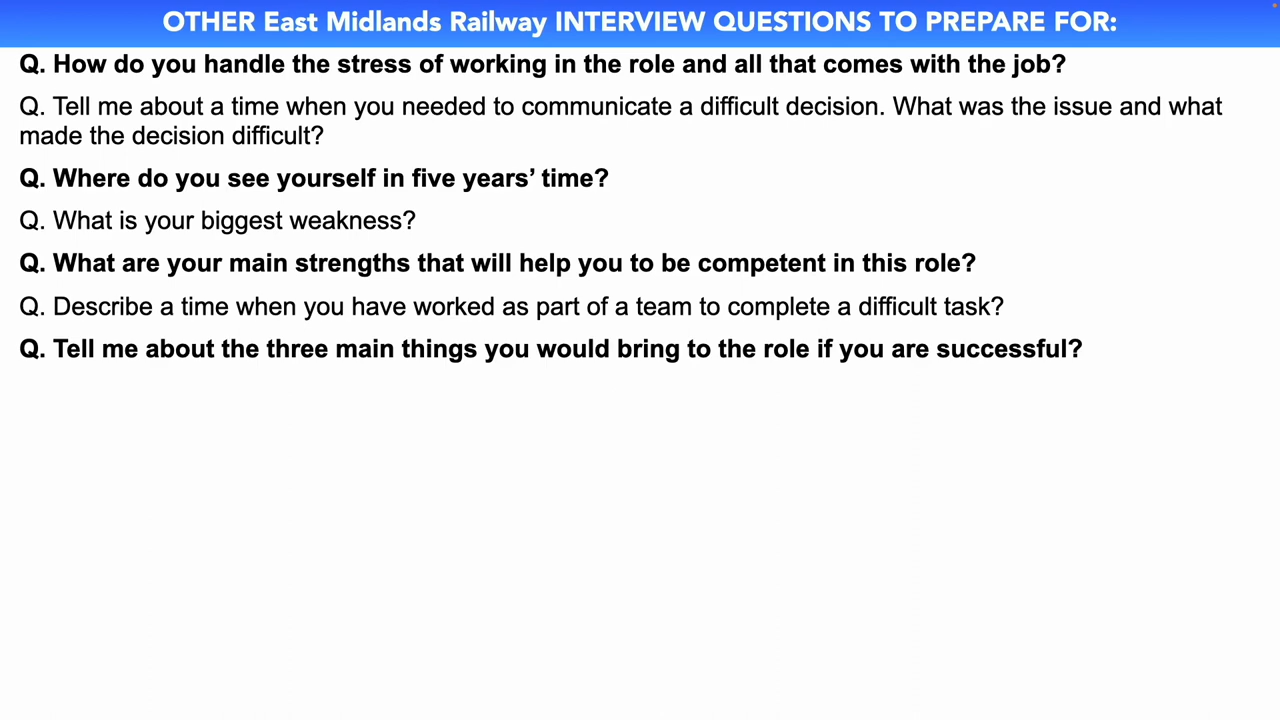 OTHER East Midlands Railway INTERVIEW QUESTIONS TO PREPARE FOR:
Q. How do you handle the stress of working in the role and all that comes with the job?
Q. Tell me about a time when you needed to communicate a difficult decision. What was the issue and what
made the decision difficult?
Q. Where do you see yourself in five years’ time?
Q. What is your biggest weakness?
Q. What are your main strengths that will help you to be competent in this role?
Q. Describe a time when you have worked as part of a team to complete a difficult task?
Q. Tell me about the three main things you would bring to the role if you are successful?